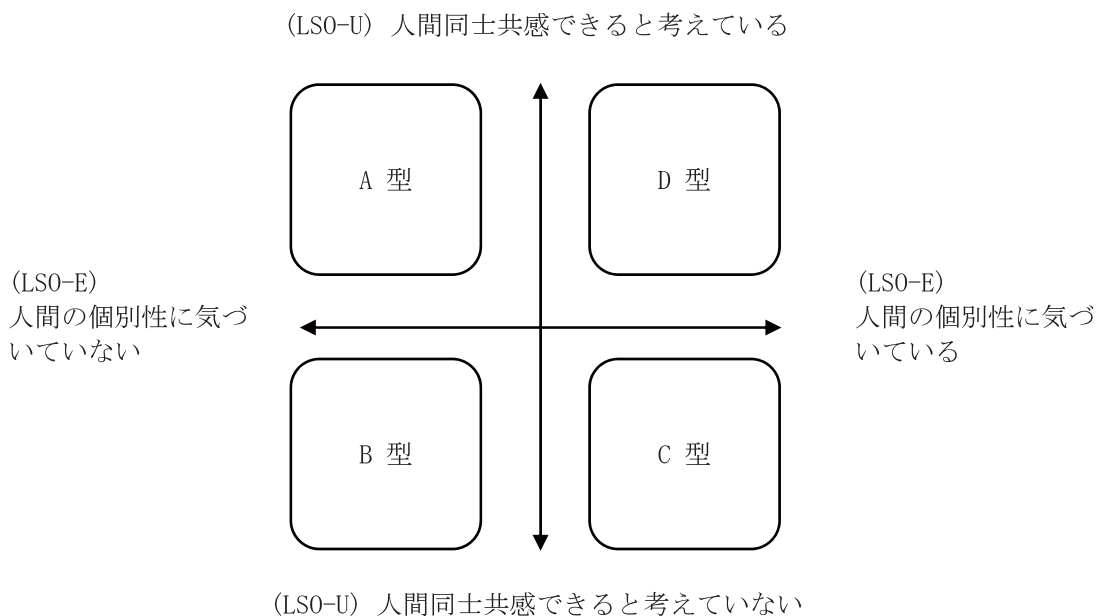 (LSO-U) 人間同士共感できると考えている
A 型
D 型
(LSO-E)
人間の個別性に気づ
いていない
(LSO-E)
人間の個別性に気づ
いている
B 型
C 型
(LSO-U) 人間同士共感できると考えていない